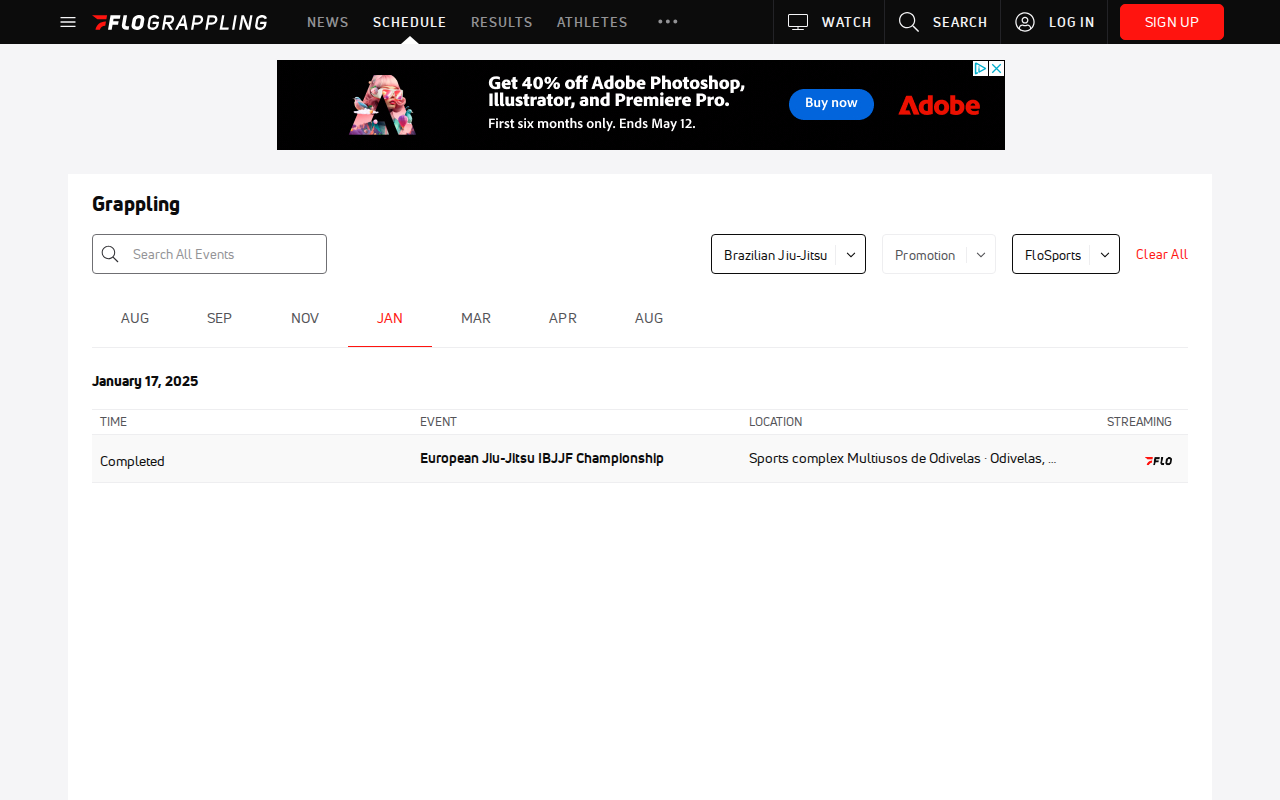 FLOGRAPPLING NEWS SCHEDULE RESULTS ATHLETES WATCH SEARCH LOG IN SIGN UP
Get 40% off Adobe Photoshop,
Illustrator, and Premiere Pro.
First six months only. Ends May 12.
Buy now
Adobe
Grappling
Search All Events Brazilian Jiu-Jitsu Promotion FloSports Clear All
AUG SEP NOV JAN MAR APR AUG
January 17, 2025
TIME EVENT LOCATION STREAMING
Completed European Jiu-Jitsu IBJJF Championship Sports complex Multiusos de Odivelas · Odivelas, ... FLO